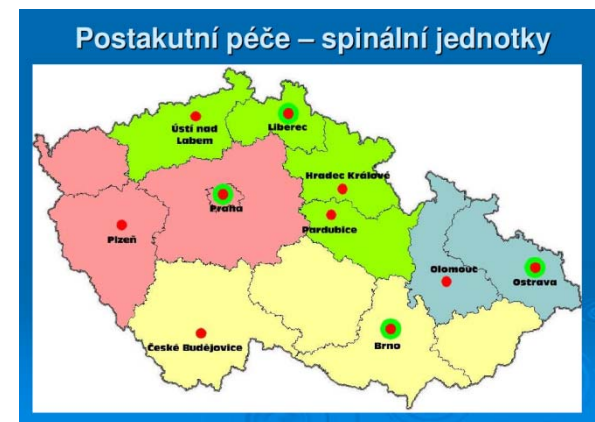 Postakutní péče – spinální jednotky
Ústí nad
Labem
Liberec
Hradec Králové
Praha
Pardubice
Plzeň
Olomouc
Ostrava
České Budějovice
Brno